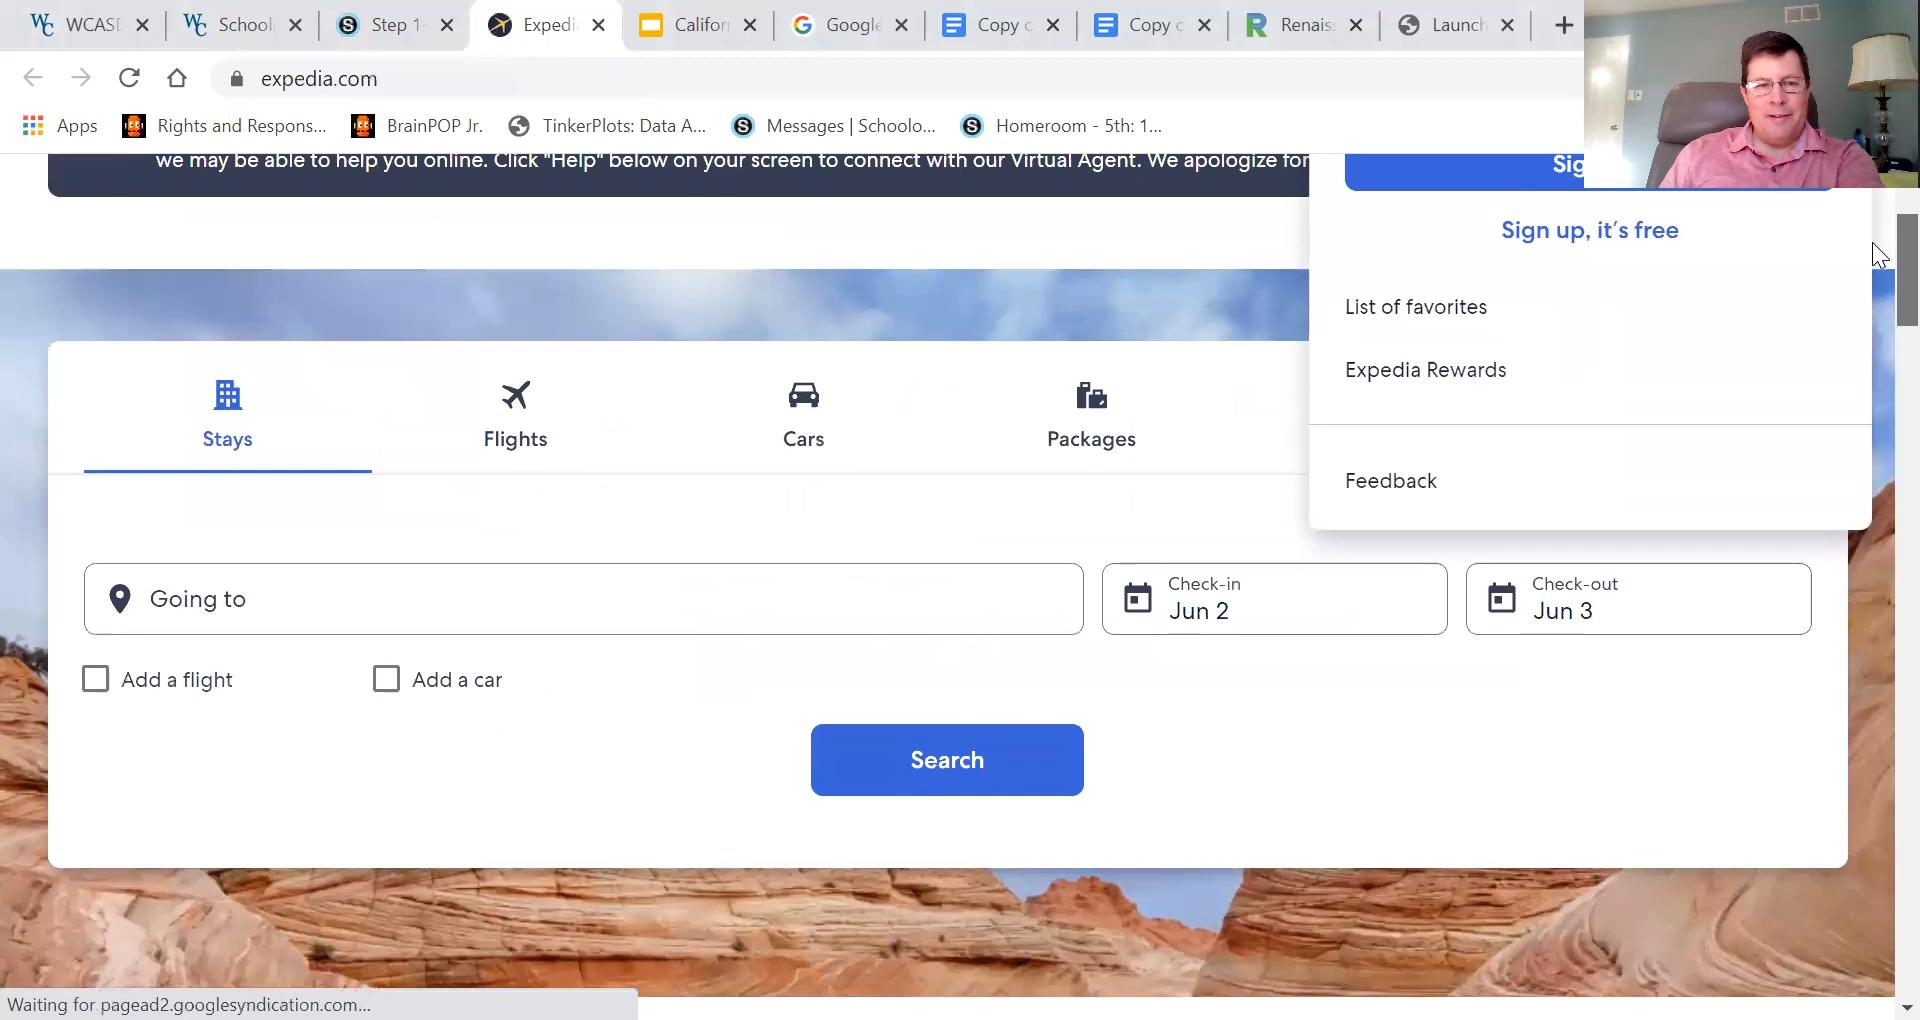 WCASD
Schoolo
Step 1-
Expedia
Californ
Google
Copy c
Copy c
Renaiss
Launch
expedia.com
Apps
Rights and Respons...
BrainPOP Jr.
TinkerPlots: Data A...
Messages | Schoolo...
Homeroom - 5th: 1...
we may be able to help you online. Click "Help" below on your screen to connect with our Virtual Agent. We apologize for
Sig
Sign up, it's free
List of favorites
Expedia Rewards
Feedback
Stays
Flights
Cars
Packages
Going to
Check-in
Jun 2
Check-out
Jun 3
Add a flight
Add a car
Search
Waiting for pagead2.googlesyndication.com...